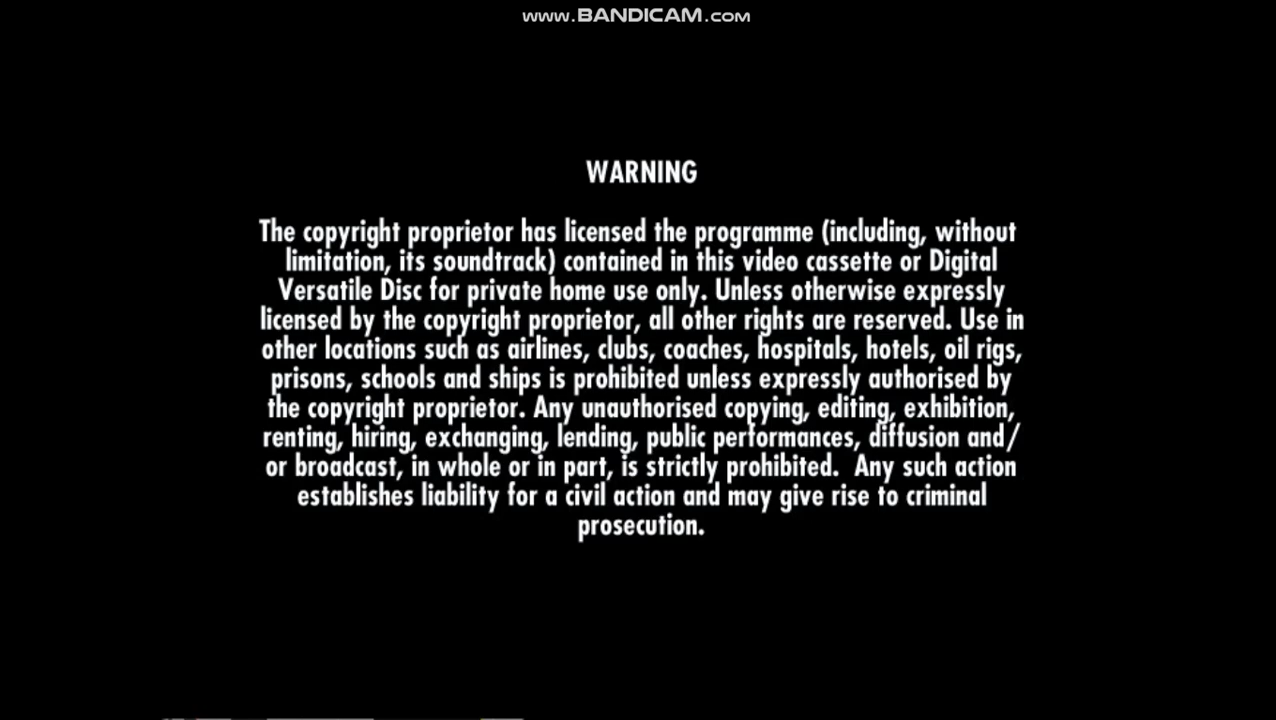 www.BANDICAM.com
WARNING
The copyright proprietor has licensed the programme (including, without
limitation, its soundtrack) contained in this video cassette or Digital
Versatile Disc for private home use only. Unless otherwise expressly
licensed by the copyright proprietor, all other rights are reserved. Use in
other locations such as airlines, clubs, coaches, hospitals, hotels, oil rigs,
prisons, schools and ships is prohibited unless expressly authorised by
the copyright proprietor. Any unauthorised copying, editing, exhibition,
renting, hiring, exchanging, lending, public performances, diffusion and/
or broadcast, in whole or in part, is strictly prohibited.  Any such action
establishes liability for a civil action and may give rise to criminal
prosecution.